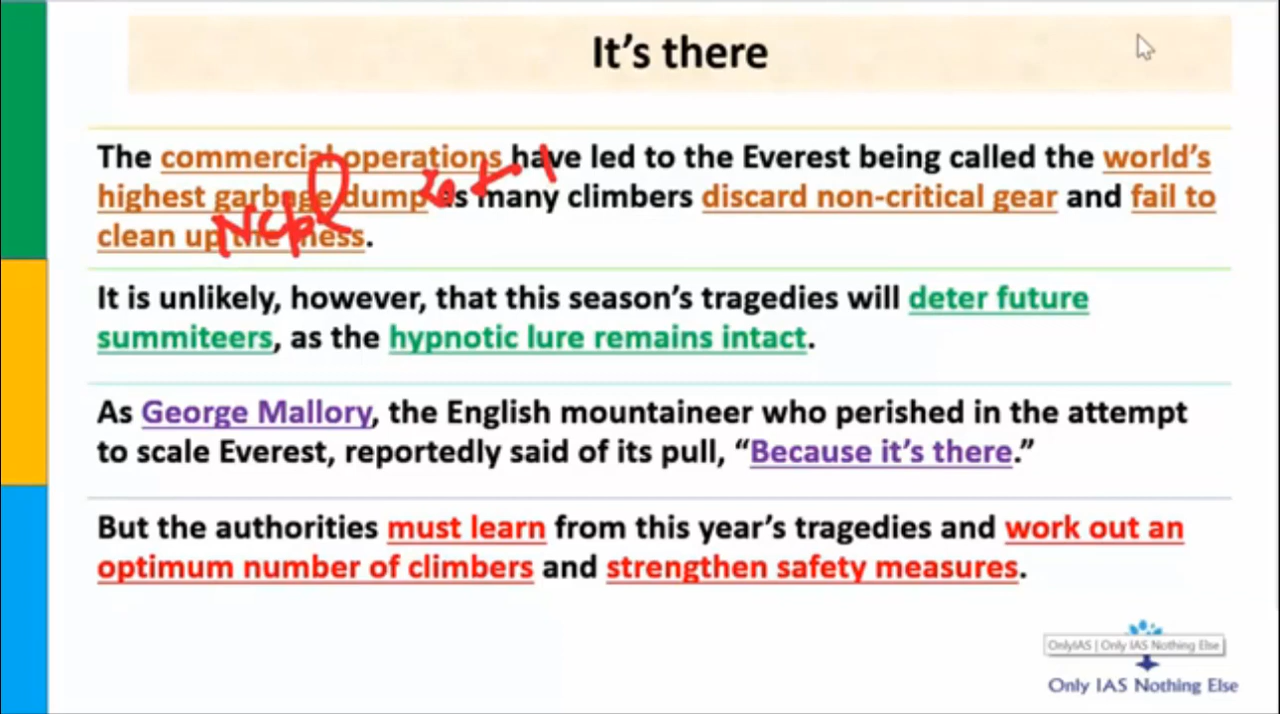 It's there
The commercial operations have led to the Everest being called the world's
highest garbage dump as many climbers discard non-critical gear and fail to
clean up the mess.
It is unlikely, however, that this season's tragedies will deter future
summiteers, as the hypnotic lure remains intact.
As George Mallory, the English mountaineer who perished in the attempt
to scale Everest, reportedly said of its pull, “Because it's there.”
But the authorities must learn from this year's tragedies and work out an
optimum number of climbers and strengthen safety measures.
OnlyIAS | Only IAS Nothing Else
Only IAS Nothing Else